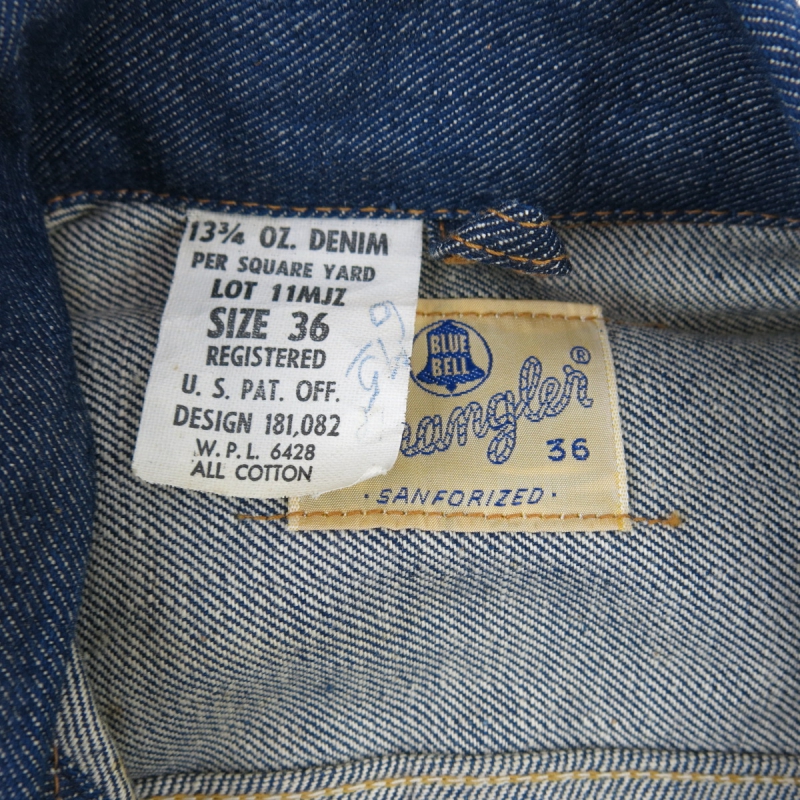 13¾ OZ. DENIM
PER SQUARE YARD
LOT 11MJZ
SIZE 36
REGISTERED
U. S. PAT. OFF.
DESIGN 181,082
W.P.L. 6428
ALL COTTON
BLUE
BELL
®
36
· SANFORIZED ·